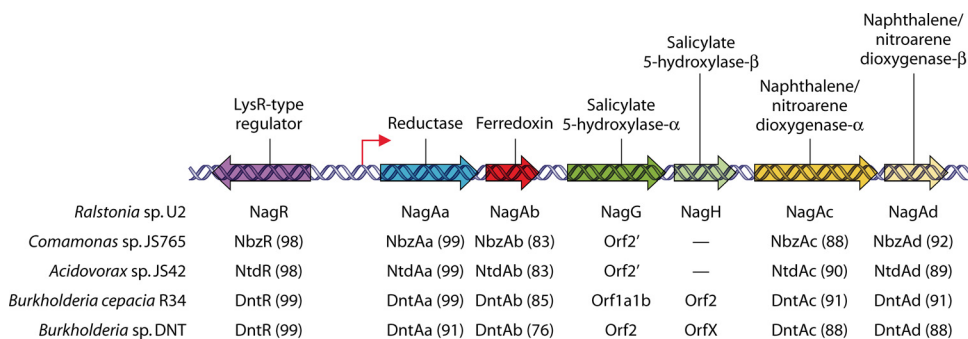 Naphthalene/
nitroarene
dioxygenase-β
Salicylate
5-hydroxylase-β
Naphthalene/
nitroarene
dioxygenase-α
LysR-type
regulator
Reductase
Ferredoxin
Salicylate
5-hydroxylase-α
Ralstonia sp. U2 NagR NagAa NagAb NagG NagH NagAc NagAd
Comamonas sp. JS765 NbzR (98) NbzAa (99) NbzAb (83) Orf2′ — NbzAc (88) NbzAd (92)
Acidovorax sp. JS42 NtdR (98) NtdAa (99) NtdAb (83) Orf2′ — NtdAc (90) NtdAd (89)
Burkholderia cepacia R34 DntR (99) DntAa (99) DntAb (85) Orf1a1b Orf2 DntAc (91) DntAd (91)
Burkholderia sp. DNT DntR (99) DntAa (91) DntAb (76) Orf2 OrfX DntAc (88) DntAd (88)